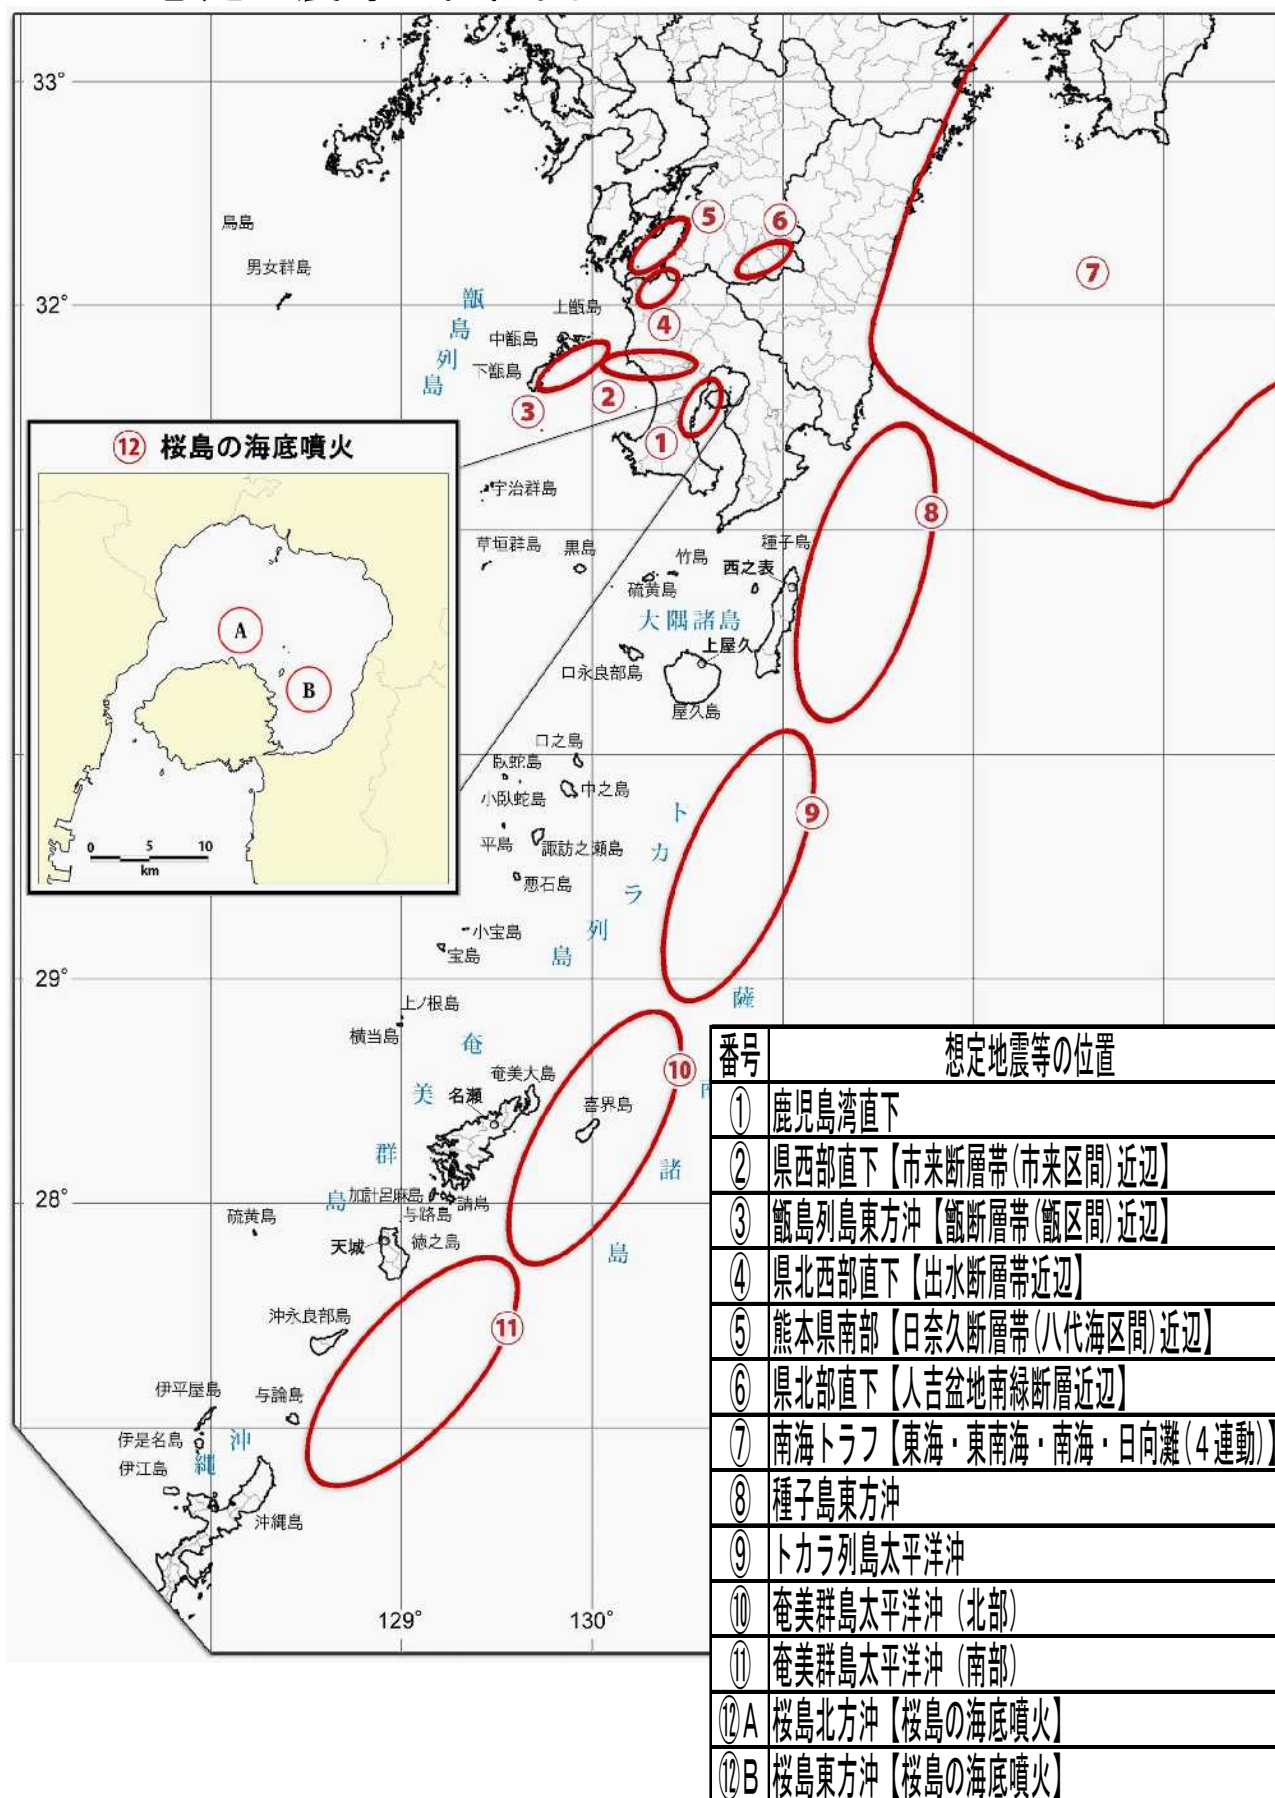 33°
⑤
⑥
鳥島
男女群島
⑦
32°
甑島列島
上甑島
④
中甑島
下甑島
②
③
①
⑫ 桜島の海底噴火
A
B
0 5 10
km
宇治群島
⑧
草垣群島
黒島
竹島
種子島
西之表
硫黄島
大隅諸島
上屋久
口永良部島
屋久島
口之島
臥蛇島
中之島
小臥蛇島
⑨
平島
諏訪之瀬島
悪石島
トカラ列島
小宝島
宝島
29°
薩
諸
島
上ノ根島
横当島
奄美群島
⑩
奄美大島
名瀬
喜界島
加計呂麻島
請島
与路島
28°
硫黄島
天城
徳之島
沖永良部島
⑪
伊平屋島
与論島
伊是名島
沖縄
伊江島
沖縄島
129°
130°
番号 想定地震等の位置
① 鹿児島湾直下
② 県西部直下【市来断層帯(市来区間)近辺】
③ 甑島列島東方沖【甑断層帯(甑区間)近辺】
④ 県北西部直下【出水断層帯近辺】
⑤ 熊本県南部【日奈久断層帯(八代海区間)近辺】
⑥ 県北部直下【人吉盆地南縁断層近辺】
⑦ 南海トラフ【東海・東南海・南海・日向灘(４連動)】
⑧ 種子島東方沖
⑨ トカラ列島太平洋沖
⑩ 奄美群島太平洋沖（北部）
⑪ 奄美群島太平洋沖（南部）
⑫A 桜島北方沖【桜島の海底噴火】
⑫B 桜島東方沖【桜島の海底噴火】